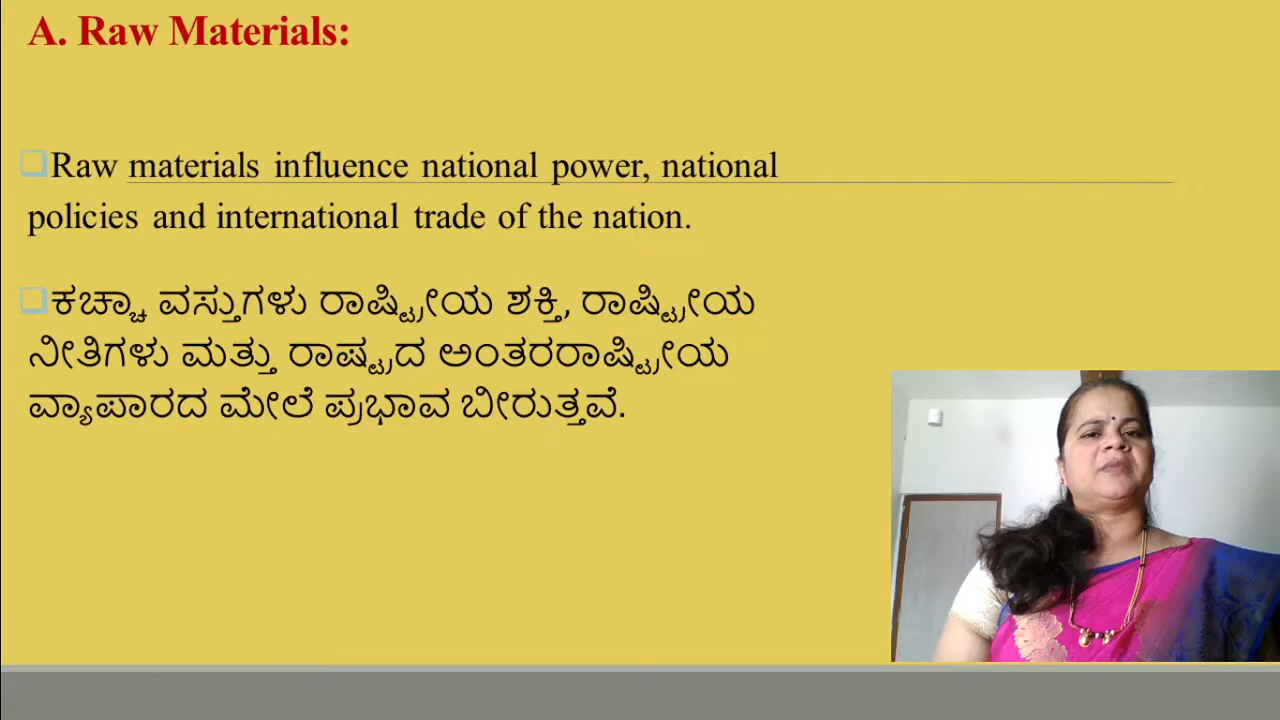 A. Raw Materials:
❑Raw materials influence national power, national
policies and international trade of the nation.
❑ಕಚ್ಚಾ ವಸ್ತುಗಳು ರಾಷ್ಟ್ರೀಯ ಶಕ್ತಿ, ರಾಷ್ಟ್ರೀಯ
ನೀತಿಗಳು ಮತ್ತು ರಾಷ್ಟ್ರದ ಅಂತರರಾಷ್ಟ್ರೀಯ
ವ್ಯಾಪಾರದ ಮೇಲೆ ಪ್ರಭಾವ ಬೀರುತ್ತವೆ.